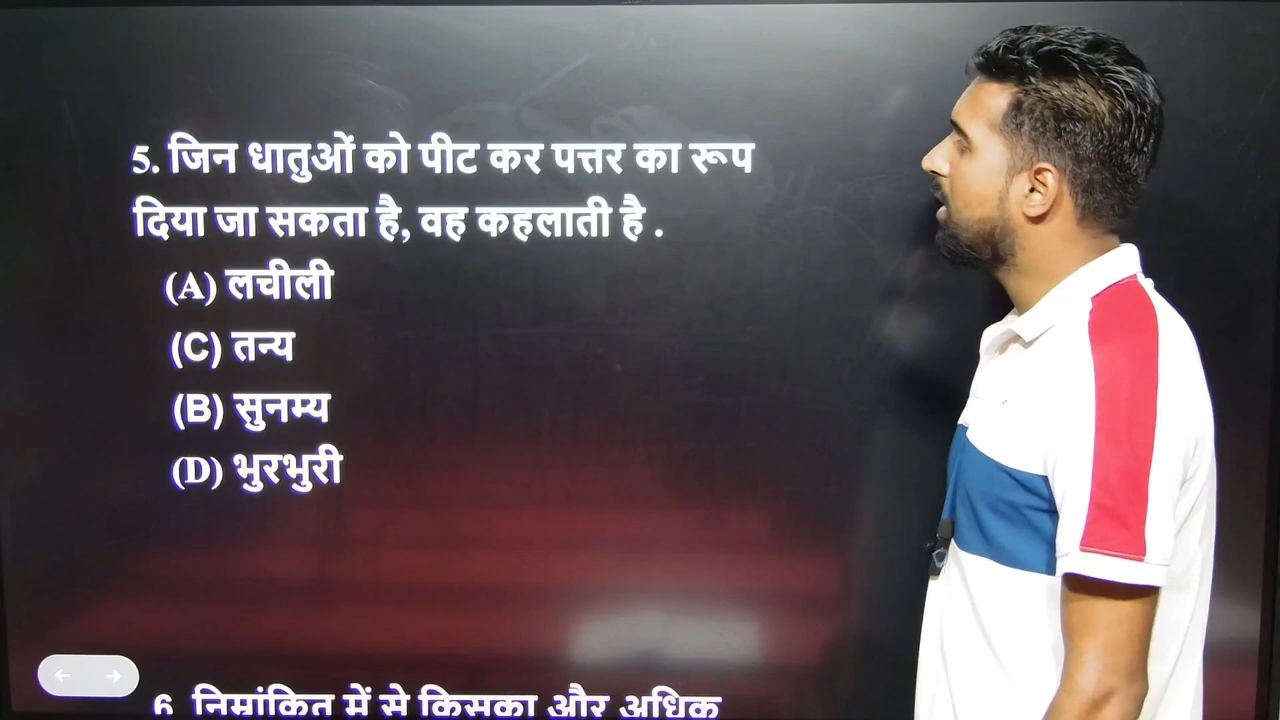 5. जिन धातुओं को पीट कर पत्तर का रूप
दिया जा सकता है, वह कहलाती है .
(A) लचीली
(C) तन्य
(B) सुनम्य
(D) भुरभुरी
6 निम्नांकित में से किसका और अधिक